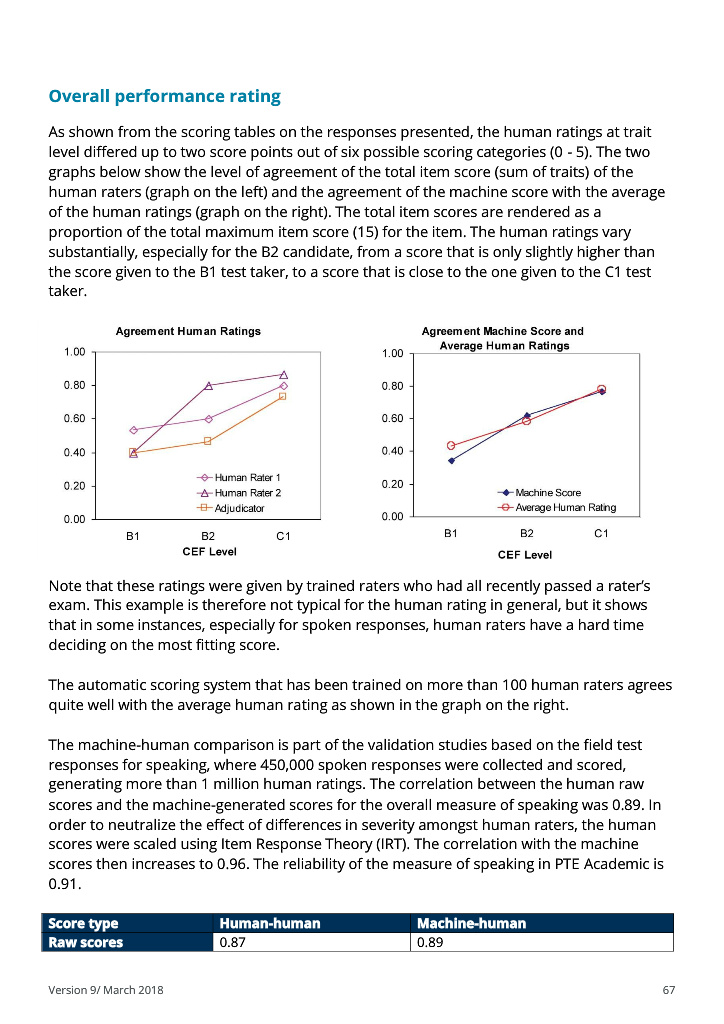 Overall performance rating
As shown from the scoring tables on the responses presented, the human ratings at trait
level differed up to two score points out of six possible scoring categories (0 - 5). The two
graphs below show the level of agreement of the total item score (sum of traits) of the
human raters (graph on the left) and the agreement of the machine score with the average
of the human ratings (graph on the right). The total item scores are rendered as a
proportion of the total maximum item score (15) for the item. The human ratings vary
substantially, especially for the B2 candidate, from a score that is only slightly higher than
the score given to the B1 test taker, to a score that is close to the one given to the C1 test
taker.
Agreement Human Ratings
1.00
0.80
0.60
0.40
0.20
0.00
Human Rater 1
Human Rater 2
Adjudicator
B1 B2 C1
CEF Level
Agreement Machine Score and
Average Human Ratings
1.00
0.80
0.60
0.40
0.20
0.00
Machine Score
Average Human Rating
B1 B2 C1
CEF Level
Note that these ratings were given by trained raters who had all recently passed a rater's
exam. This example is therefore not typical for the human rating in general, but it shows
that in some instances, especially for spoken responses, human raters have a hard time
deciding on the most fitting score.
The automatic scoring system that has been trained on more than 100 human raters agrees
quite well with the average human rating as shown in the graph on the right.
The machine-human comparison is part of the validation studies based on the field test
responses for speaking, where 450,000 spoken responses were collected and scored,
generating more than 1 million human ratings. The correlation between the human raw
scores and the machine-generated scores for the overall measure of speaking was 0.89. In
order to neutralize the effect of differences in severity amongst human raters, the human
scores were scaled using Item Response Theory (IRT). The correlation with the machine
scores then increases to 0.96. The reliability of the measure of speaking in PTE Academic is
0.91.
Score type Human-human Machine-human
Raw scores 0.87 0.89
Version 9/ March 2018 67